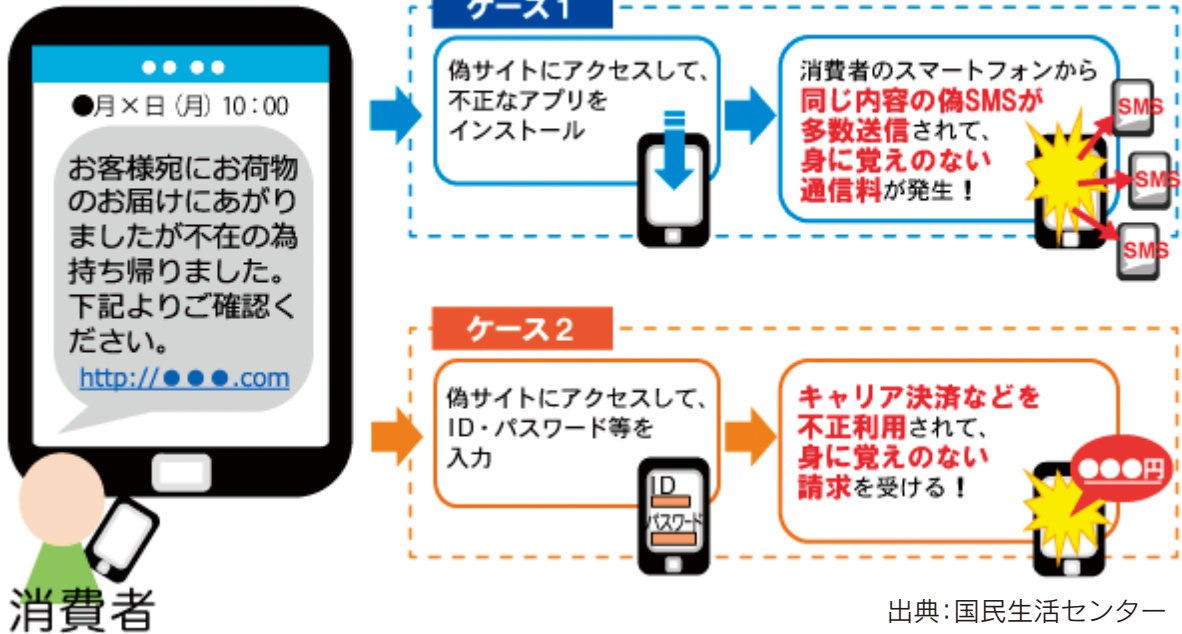 ●月×日（月）10：00
お客様宛にお荷物
のお届けにあがり
ましたが不在の為
持ち帰りました。
下記よりご確認く
ださい。
http://●●●.com
消費者
ケース1
偽サイトにアクセスして、
不正なアプリを
インストール
消費者のスマートフォンから
同じ内容の偽SMSが
多数送信されて、
身に覚えのない
通信料が発生！
SMS
SMS
SMS
ケース2
偽サイトにアクセスして、
ID・パスワード等を
入力
ID
パスワード
キャリア決済などを
不正利用されて、
身に覚えのない
請求を受ける！
●●●円
出典：国民生活センター